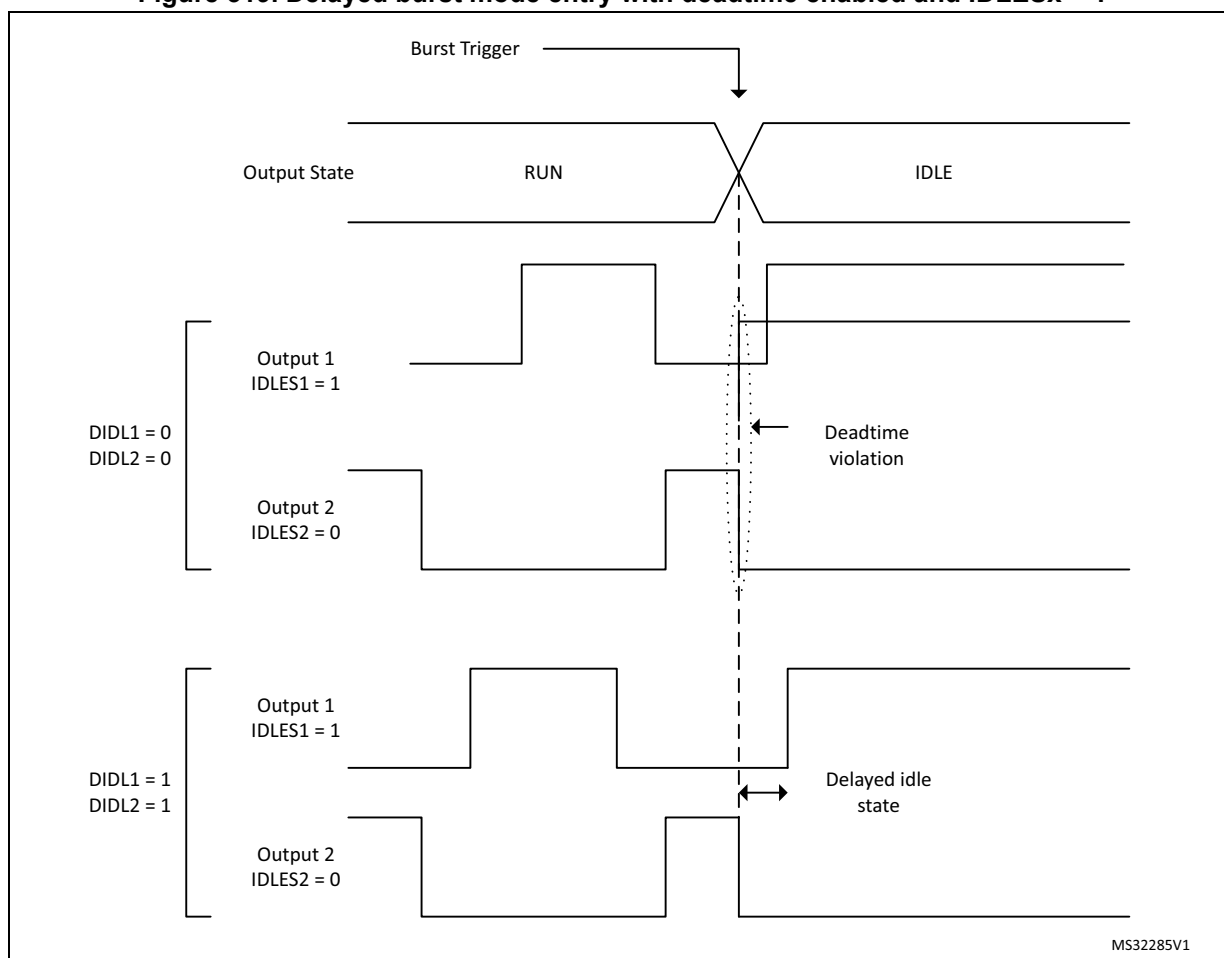 Burst Trigger
Output State
RUN
IDLE
Output 1
IDLES1 = 1
DIDL1 = 0
DIDL2 = 0
Deadtime
violation
Output 2
IDLES2 = 0
Output 1
IDLES1 = 1
DIDL1 = 1
DIDL2 = 1
Delayed idle
state
Output 2
IDLES2 = 0
MS32285V1